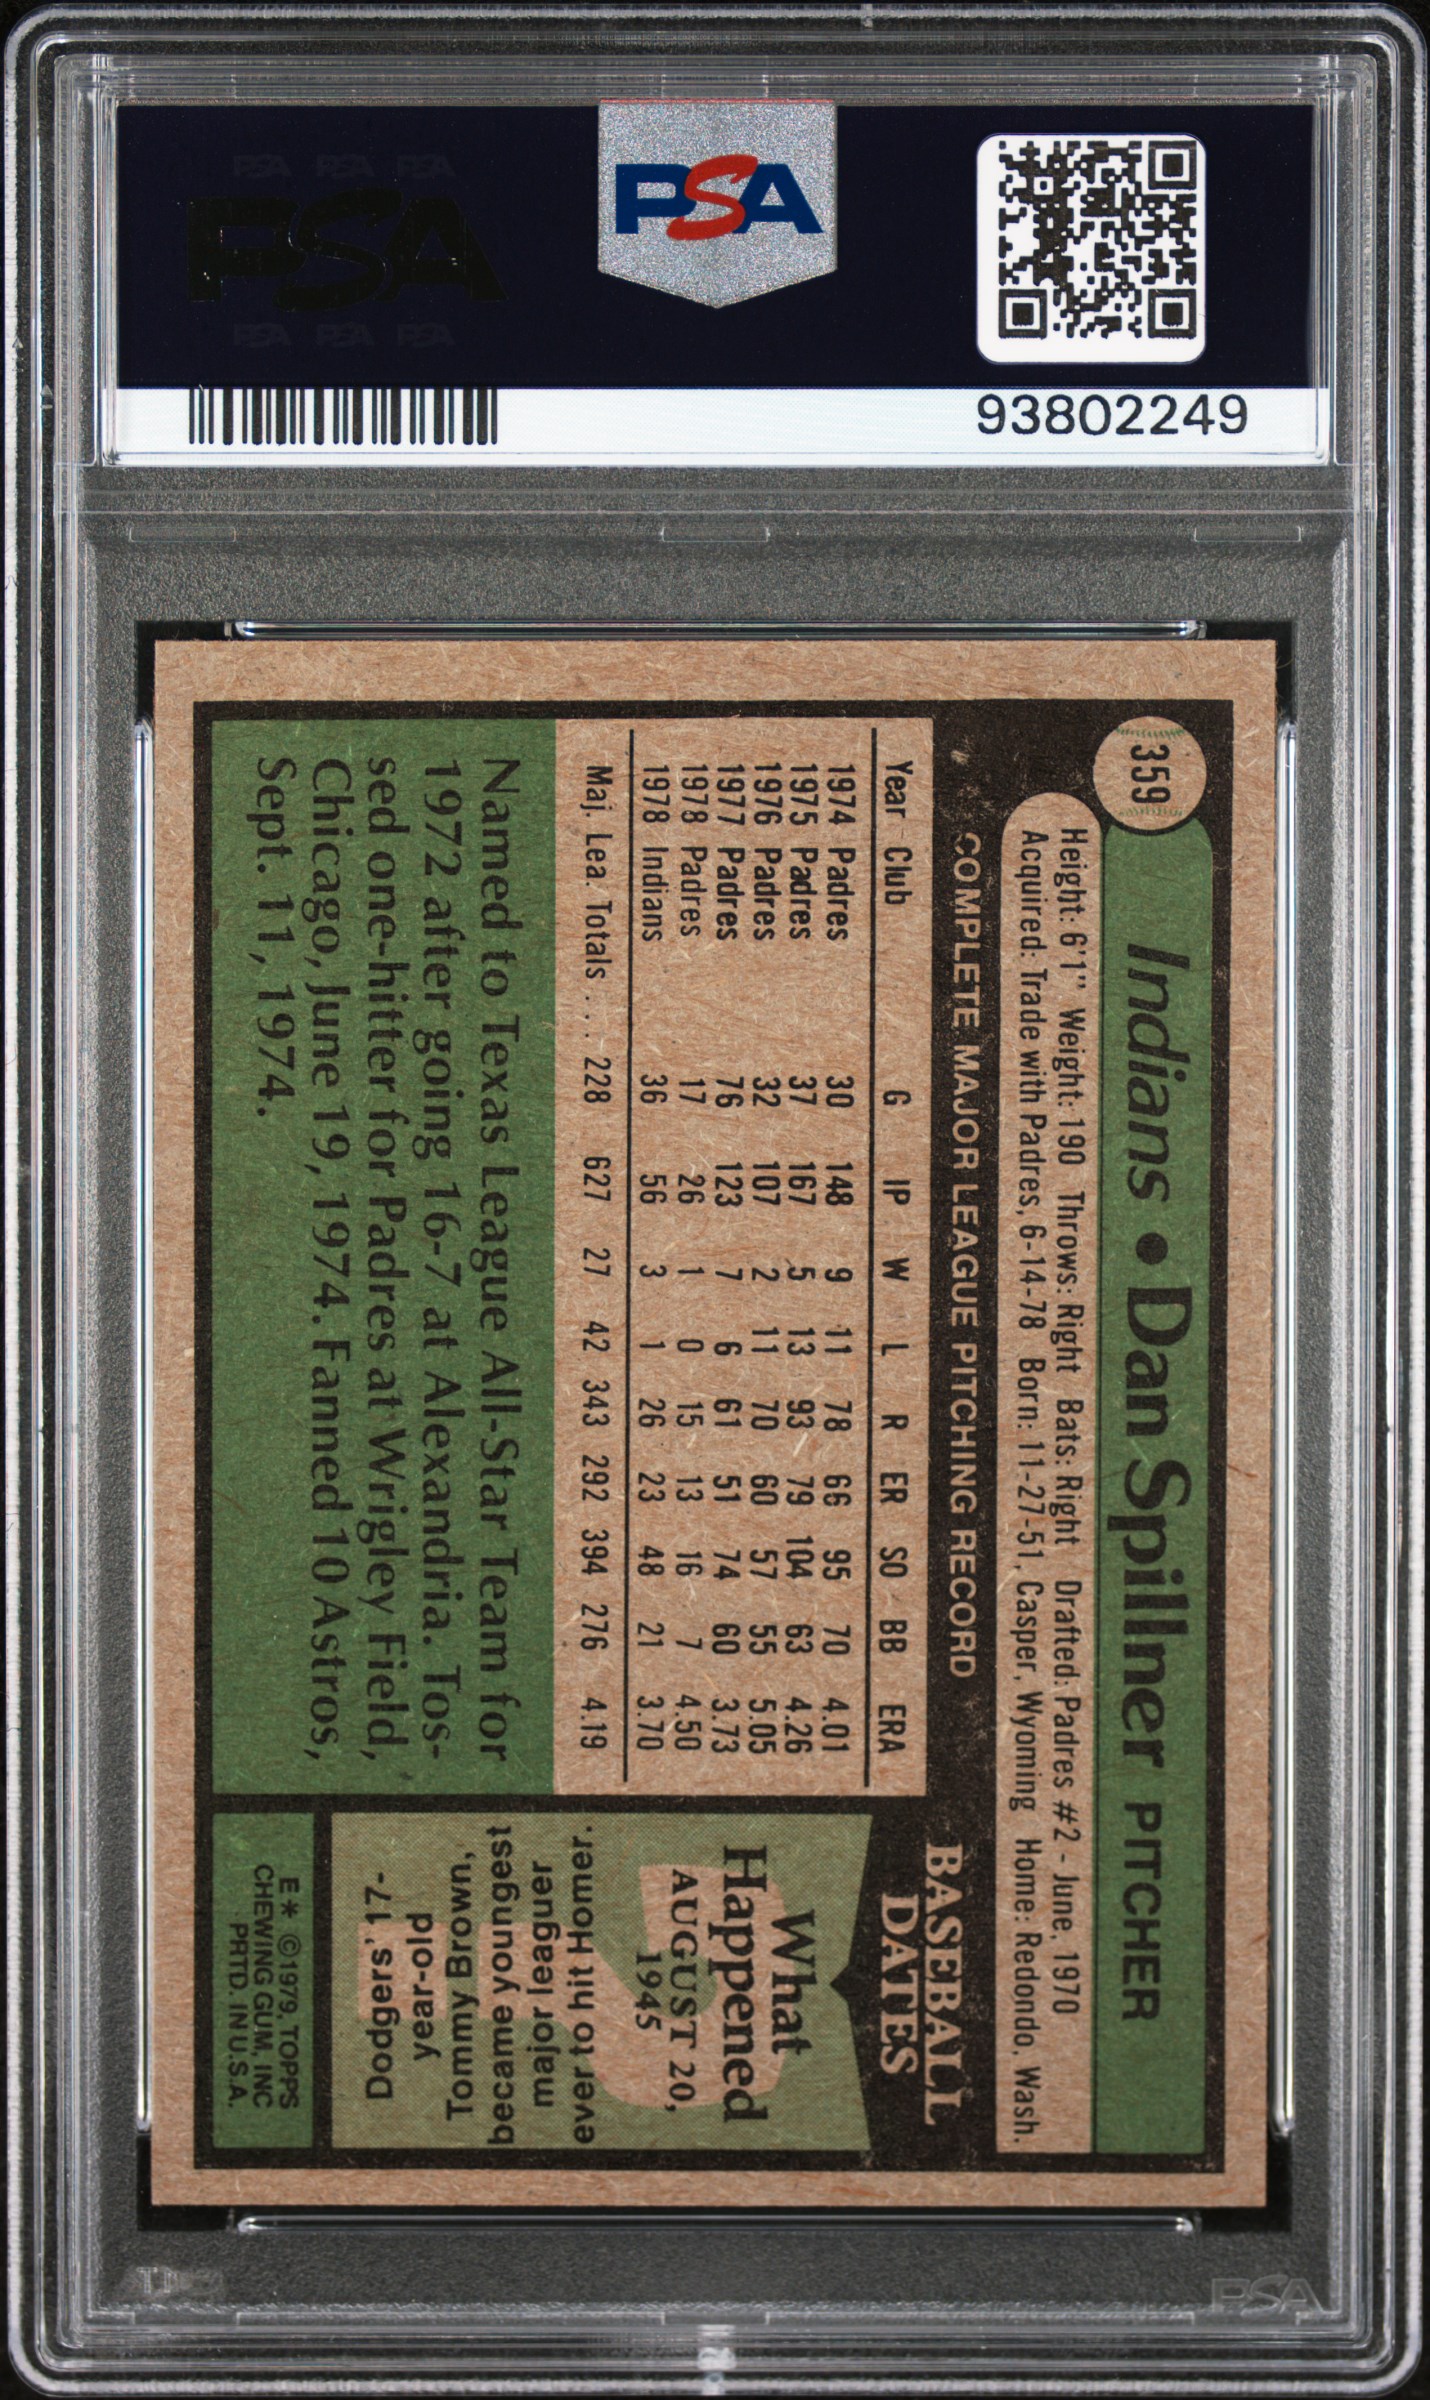 PSA PSA PSA
PSA
PSA PSA PSA
PSA
93802249
359
Indians • Dan Spillner PITCHER
Height: 6'1" Weight: 190 Throws: Right Bats: Right Drafted: Padres #2 - June, 1970
Acquired: Trade with Padres, 6-14-78 Born: 11-27-51, Casper, Wyoming Home: Redondo, Wash.
COMPLETE MAJOR LEAGUE PITCHING RECORD
Year Club G IP W L R ER SO BB ERA
1974 Padres 30 148 9 11 78 66 95 70 4.01
1975 Padres 37 167 5 13 93 79 104 63 4.26
1976 Padres 32 107 2 11 70 60 57 55 5.05
1977 Padres 76 123 7 6 61 51 74 60 3.73
1978 Padres 17 26 1 0 15 13 16 7 4.50
1978 Indians 36 56 3 1 26 23 48 21 3.70
Maj. Lea. Totals . . . 228 627 27 42 343 292 394 276 4.19
Named to Texas League All-Star Team for
1972 after going 16-7 at Alexandria. Tos-
sed one-hitter for Padres at Wrigley Field,
Chicago, June 19, 1974. Fanned 10 Astros,
Sept. 11, 1974.
BASEBALL
DATES
What
Happened
AUGUST 20,
1945
Dodgers' 17-
year-old
Tommy Brown,
became youngest
major leaguer
ever to hit Homer.
E* ©1979, TOPPS
CHEWING GUM, INC
PRTD. IN U.S.A.
PSA